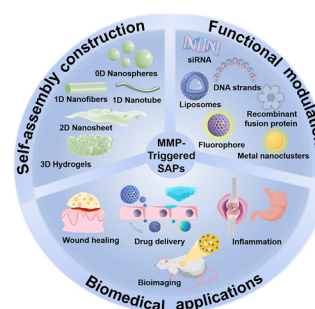 Self-assembly construction
0D Nanospheres
1D Nanofibers
1D Nanotube
2D Nanosheet
3D Hydrogels
Functional modulation
siRNA
DNA strands
Liposomes
Recombinant
fusion protein
Fluorophore
Metal nanoclusters
MMP-
Triggered
SAPs
Wound healing
Drug delivery
Inflammation
Bioimaging
Biomedical applications